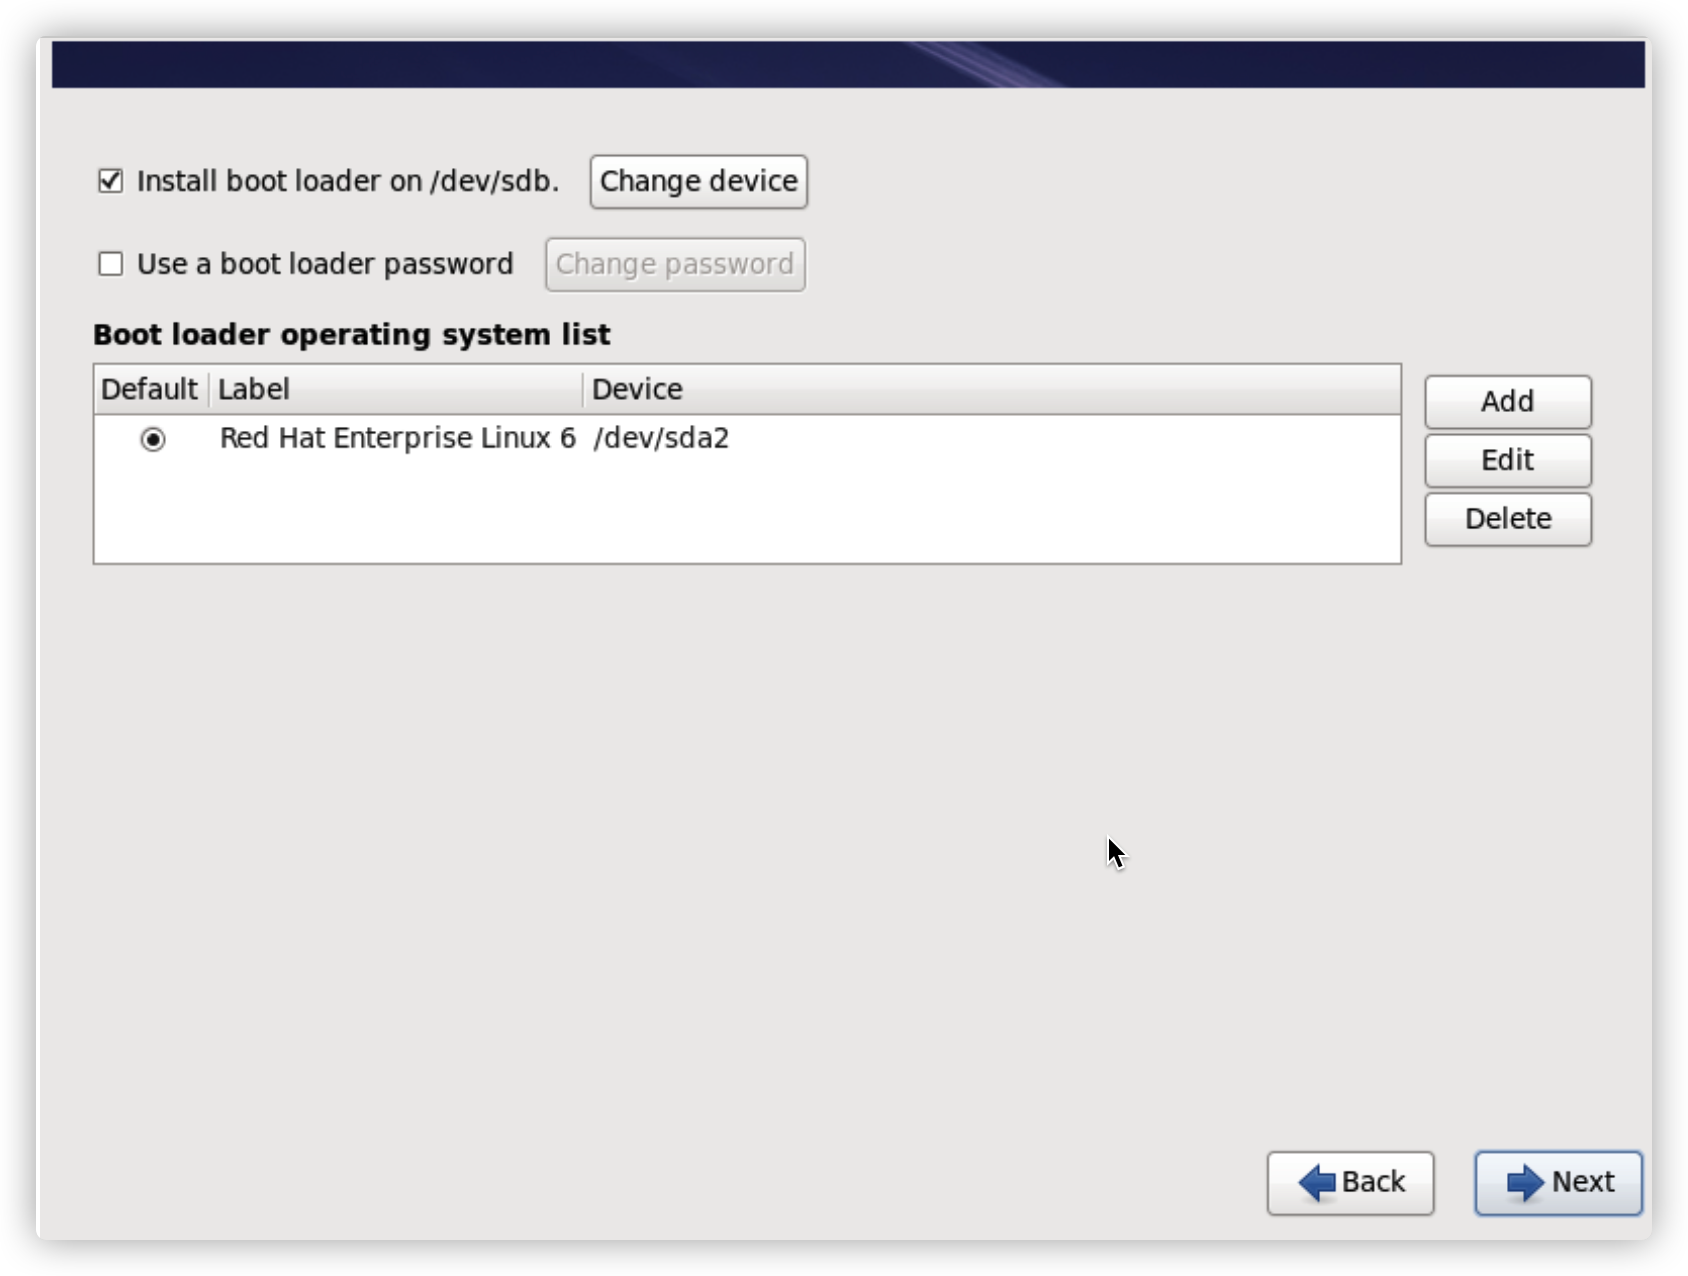 Install boot loader on /dev/sdb. Change device
Use a boot loader password Change password
Boot loader operating system list
Default Label Device
Red Hat Enterprise Linux 6 /dev/sda2
Add
Edit
Delete
Back Next